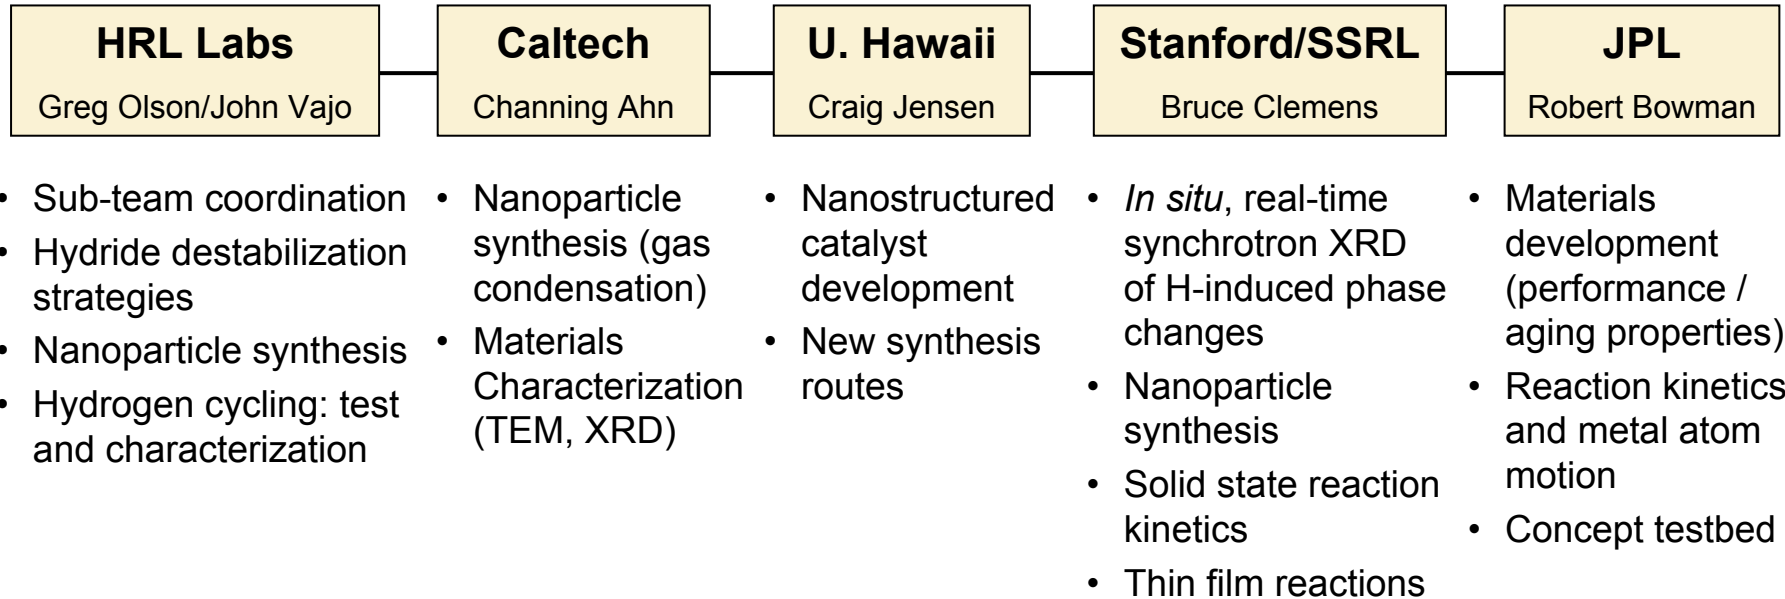 HRL Labs
Greg Olson/John Vajo
Caltech
Channing Ahn
U. Hawaii
Craig Jensen
Stanford/SSRL
Bruce Clemens
JPL
Robert Bowman
• Sub-team coordination
• Hydride destabilization
strategies
• Nanoparticle synthesis
• Hydrogen cycling: test
and characterization
• Nanoparticle
synthesis (gas
condensation)
• Materials
Characterization
(TEM, XRD)
• Nanostructured
catalyst
development
• New synthesis
routes
• In situ, real-time
synchrotron XRD
of H-induced phase
changes
• Nanoparticle
synthesis
• Solid state reaction
kinetics
• Thin film reactions
• Materials
development
(performance /
aging properties)
• Reaction kinetics
and metal atom
motion
• Concept testbed